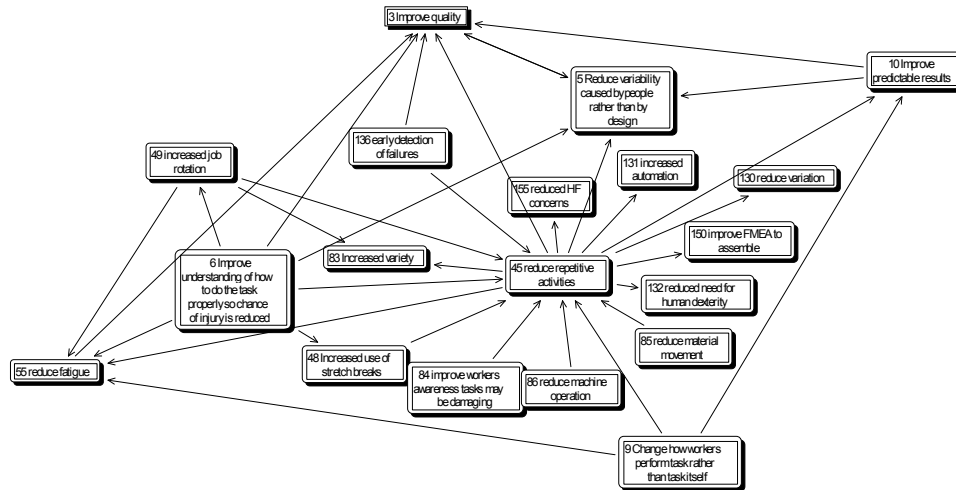 3 Improve quality
10 Improve
predictable results
5 Reduce variability
caused by people
rather than by
design
136 early detection
of failures
49 increased job
rotation
131 increased
automation
130 reduce variation
155 reduced HF
concerns
150 improve FMEA to
assemble
6 Improve
understanding of how
to do the task
properly so chance
of injury is reduced
83 Increased variety
45 reduce repetitive
activities
132 reduced need for
human dexterity
85 reduce material
movement
48 Increased use of
stretch breaks
55 reduce fatigue
84 improve workers
awareness tasks may
be damaging
86 reduce machine
operation
9 Change how workers
perform task rather
than task itself